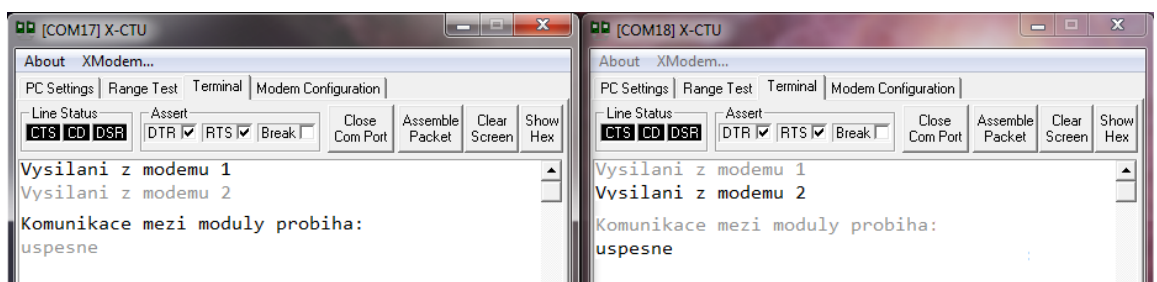 [COM17] X-CTU
About XModem...
PC Settings Range Test Terminal Modem Configuration
Line Status Assert
CTS CD DSR DTR RTS Break Close Com Port Assemble Packet Clear Screen Show Hex
Vysilani z modemu 1
Vysilani z modemu 2
Komunikace mezi moduly probiha:
uspesne
[COM18] X-CTU
About XModem...
PC Settings Range Test Terminal Modem Configuration
Line Status Assert
CTS CD DSR DTR RTS Break Close Com Port Assemble Packet Clear Screen Show Hex
Vysilani z modemu 1
Vysilani z modemu 2
Komunikace mezi moduly probiha:
uspesne